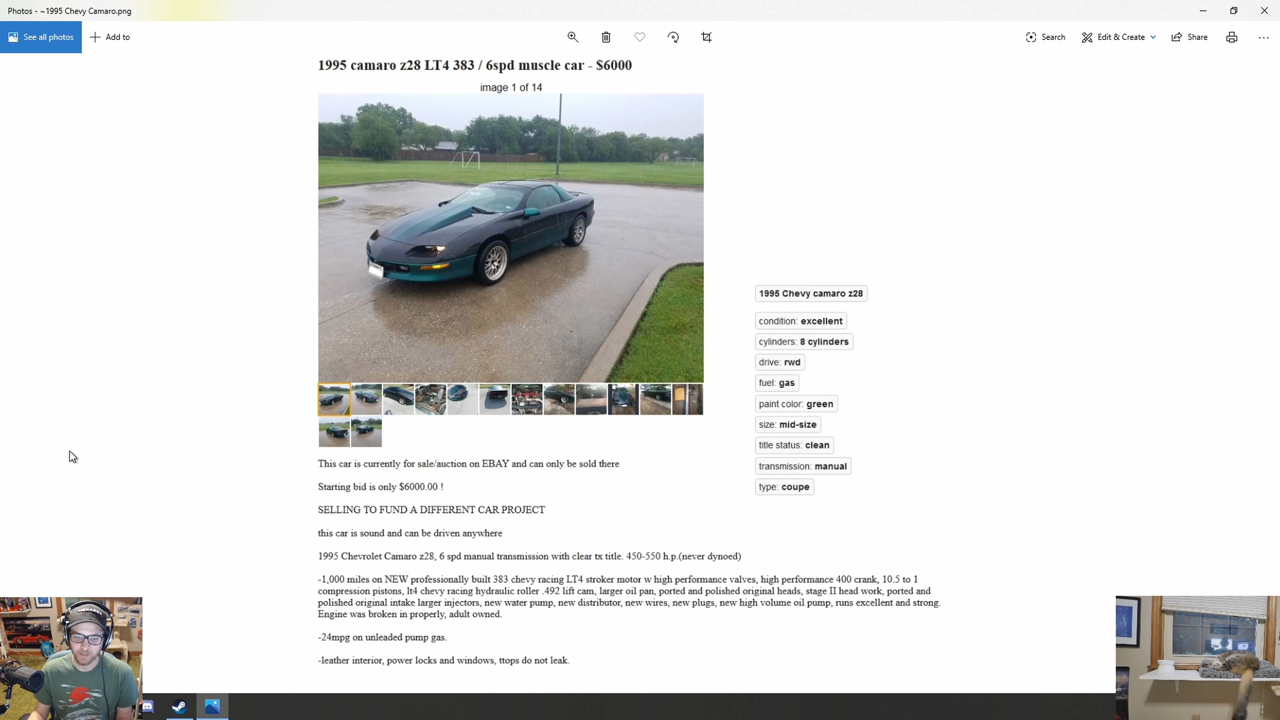 Photos - ~1995 Chevy Camaro.png
See all photos
Add to
Search
Edit & Create
Share
1995 camaro z28 LT4 383 / 6spd muscle car - $6000
image 1 of 14
1995 Chevy camaro z28
condition: excellent
cylinders: 8 cylinders
drive: rwd
fuel: gas
paint color: green
size: mid-size
title status: clean
transmission: manual
type: coupe
This car is currently for sale/auction on EBAY and can only be sold there
Starting bid is only $6000.00 !
SELLING TO FUND A DIFFERENT CAR PROJECT
this car is sound and can be driven anywhere
1995 Chevrolet Camaro z28, 6 spd manual transmission with clear tx title. 450-550 h.p.(never dynoed)
-1,000 miles on NEW professionally built 383 chevy racing LT4 stroker motor w high performance valves, high performance 400 crank, 10.5 to 1
compression pistons, lt4 chevy racing hydraulic roller .492 lift cam, larger oil pan, ported and polished original heads, stage II head work, ported and
polished original intake larger injectors, new water pump, new distributor, new wires, new plugs, new high volume oil pump, runs excellent and strong.
Engine was broken in properly, adult owned.
-24mpg on unleaded pump gas.
-leather interior, power locks and windows, ttops do not leak.